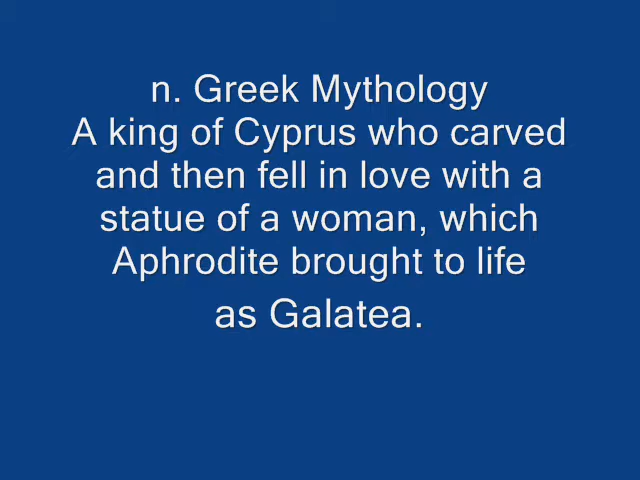 n. Greek Mythology
A king of Cyprus who carved
and then fell in love with a
statue of a woman, which
Aphrodite brought to life
as Galatea.